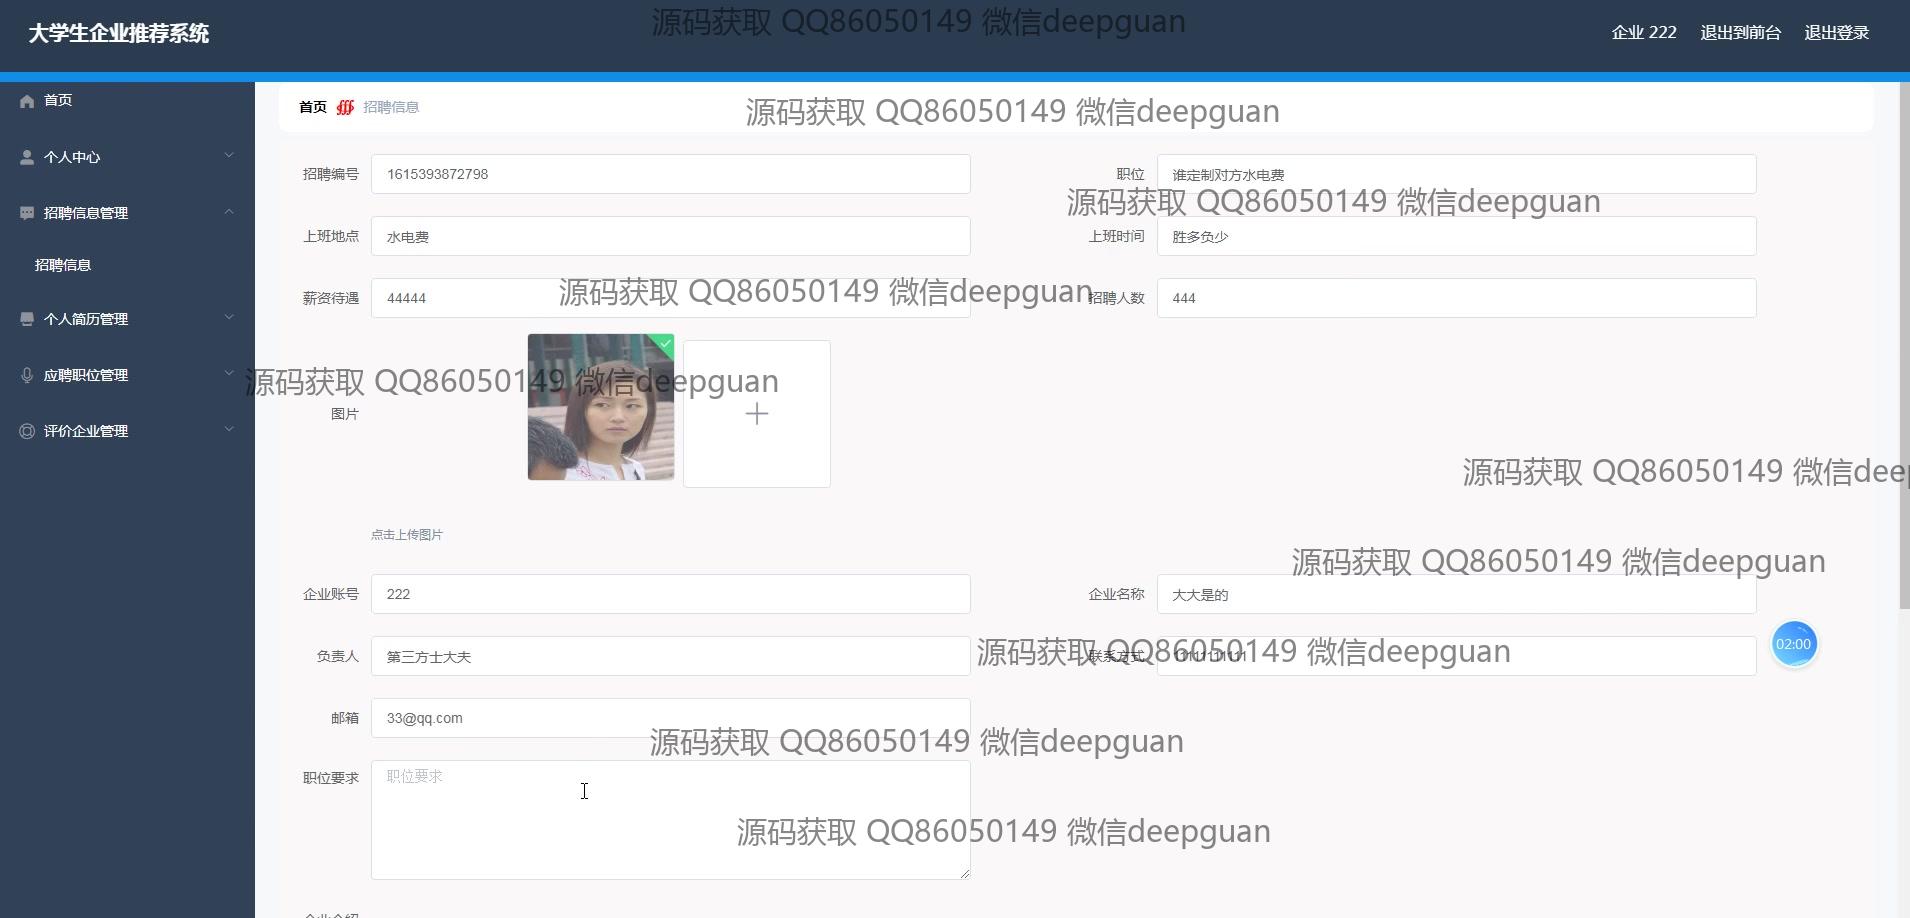 大学生企业推荐系统
源码获取 QQ86050149 微信deepguan
企业 222 退出到前台 退出登录
首页
个人中心
招聘信息管理
招聘信息
个人简历管理
应聘职位管理
评价企业管理
首页 招聘信息
源码获取 QQ86050149 微信deepguan
招聘编号 1615393872798
职位 谁定制对方水电费
源码获取 QQ86050149 微信deepguan
上班地点 水电费
上班时间 胜多负少
薪资待遇 44444
源码获取 QQ86050149 微信deepguan
招聘人数 444
源码获取 QQ86050149 微信deepguan
图片
源码获取 QQ86050149 微信deep
点击上传图片
源码获取 QQ86050149 微信deepguan
企业账号 222
企业名称 大大是的
负责人 第三方士大夫
源码获取 QQ86050149 微信deepguan
联系方式
02:00
邮箱 33@qq.com
源码获取 QQ86050149 微信deepguan
职位要求 职位要求
源码获取 QQ86050149 微信deepguan